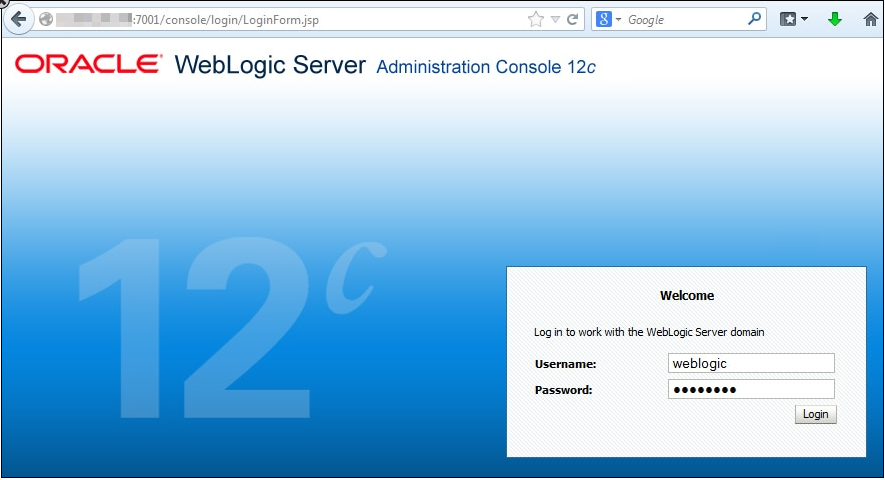 :7001/console/login/LoginForm.jsp
8 Google
ORACLE WebLogic Server Administration Console 12c
12c
Welcome
Log in to work with the WebLogic Server domain
Username: weblogic
Password: ●●●●●●●●
Login